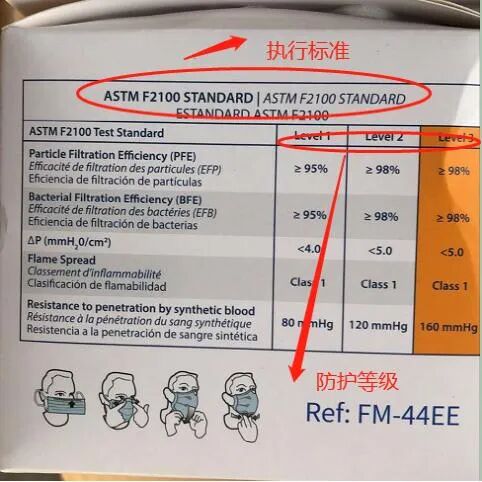 执行标准
ASTM F2100 STANDARD | ASTM F2100 STANDARD
ESTANDARD ASTM F2100
ASTM F2100 Test Standard Level 1 Level 2 Level 3
Particle Filtration Efficiency (PFE)
Efficacité de filtration des particules (EFP) ≥ 95% ≥ 98% ≥ 98%
Eficiencia de filtración de partículas
Bacterial Filtration Efficiency (BFE)
Efficacité de filtration des bactéries (EFB) ≥ 95% ≥ 98% ≥ 98%
Eficiencia de filtración de bacterias
ΔP (mmH₂0/cm²) <4.0 <5.0 <5.0
Flame Spread
Classement d'inflammabilité Class 1 Class 1 Class 1
Clasificación de flamabilidad
Resistance to penetration by synthetic blood
Résistance à la pénétration du sang synthétique 80 mmHg 120 mmHg 160 mmHg
Resistencia a la penetración de sangre sintética
防护等级
Ref: FM-44EE